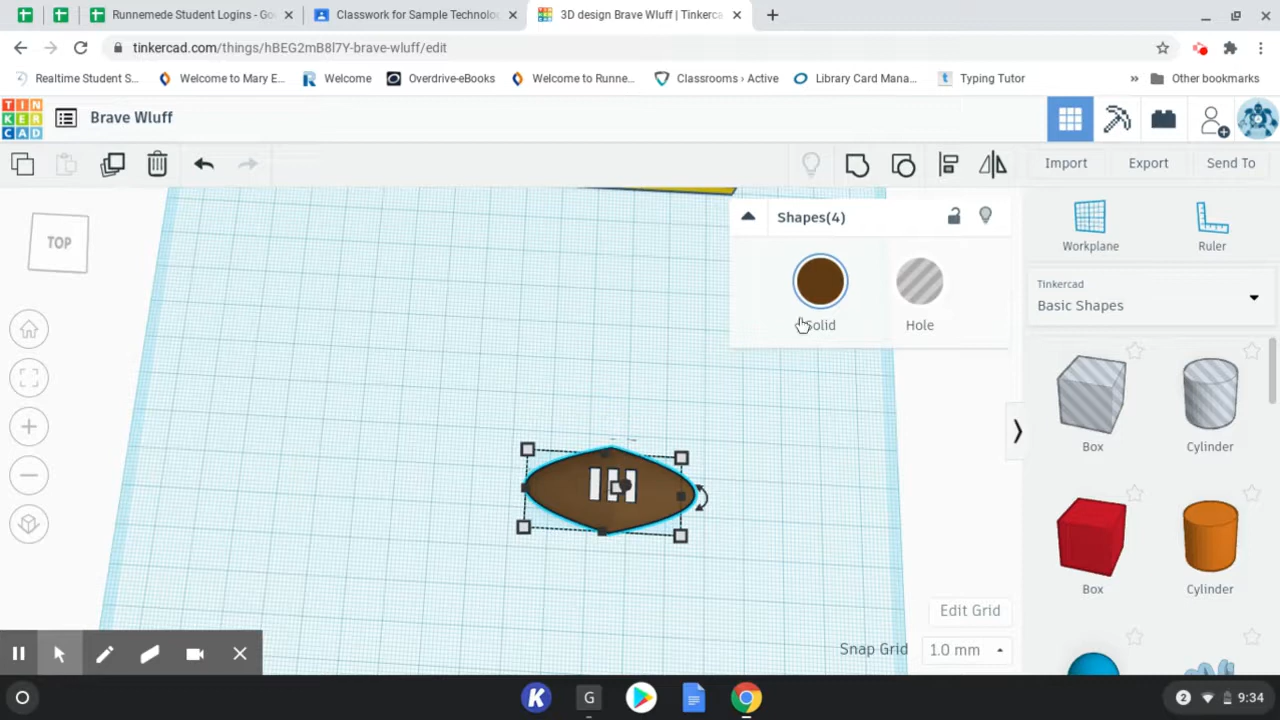 Runnemede Student Logins - Go
Classwork for Sample Technolo
3D design Brave Wluff | Tinkerca
tinkercad.com/things/hBEG2mB8l7Y-brave-wluff/edit
Realtime Student S...
Welcome to Mary E...
Welcome
Overdrive-eBooks
Welcome to Runne...
Classrooms › Active
Library Card Mana...
Typing Tutor
Other bookmarks
TIN
KER
CAD
Brave Wluff
Import
Export
Send To
TOP
Shapes(4)
Solid
Hole
Workplane
Ruler
Tinkercad
Basic Shapes
Box
Cylinder
Box
Cylinder
Edit Grid
Snap Grid
1.0 mm
K
G
2
9:34